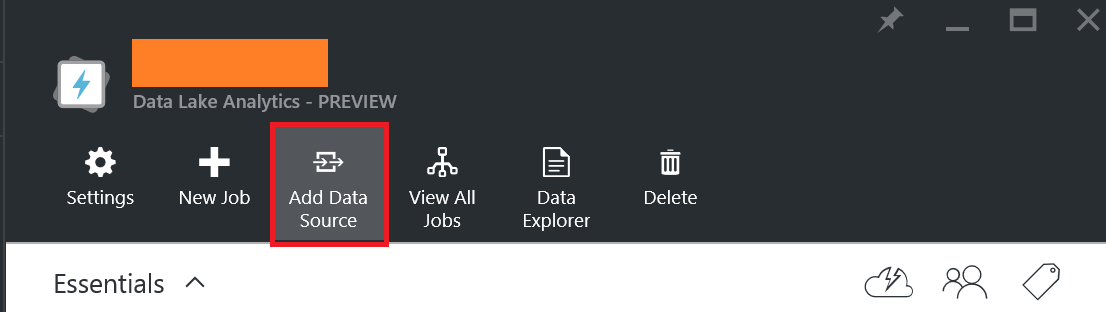 Data Lake Analytics - PREVIEW
Settings
New Job
Add Data
Source
View All
Jobs
Data
Explorer
Delete
Essentials